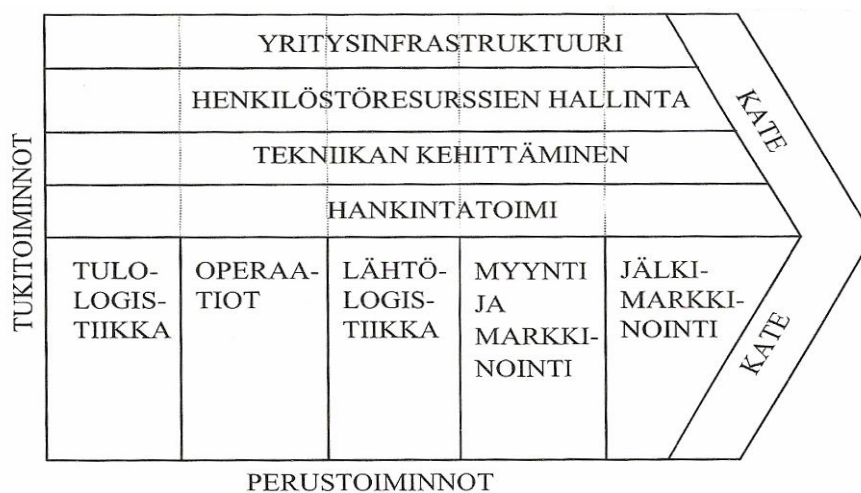 YRITYSINFRASTRUKTUURI
HENKILÖSTÖRESURSSIEN HALLINTA
TEKNIIKAN KEHITTÄMINEN
HANKINTATOIMI
KATE
TUKITOIMINNOT
TULO-
LOGIS-
TIIKKA
OPERAA-
TIOT
LÄHTÖ-
LOGIS-
TIIKKA
MYYNTI
JA
MARKKI-
NOINTI
JÄLKI-
MARKKI-
NOINTI
KATE
PERUSTOIMINNOT